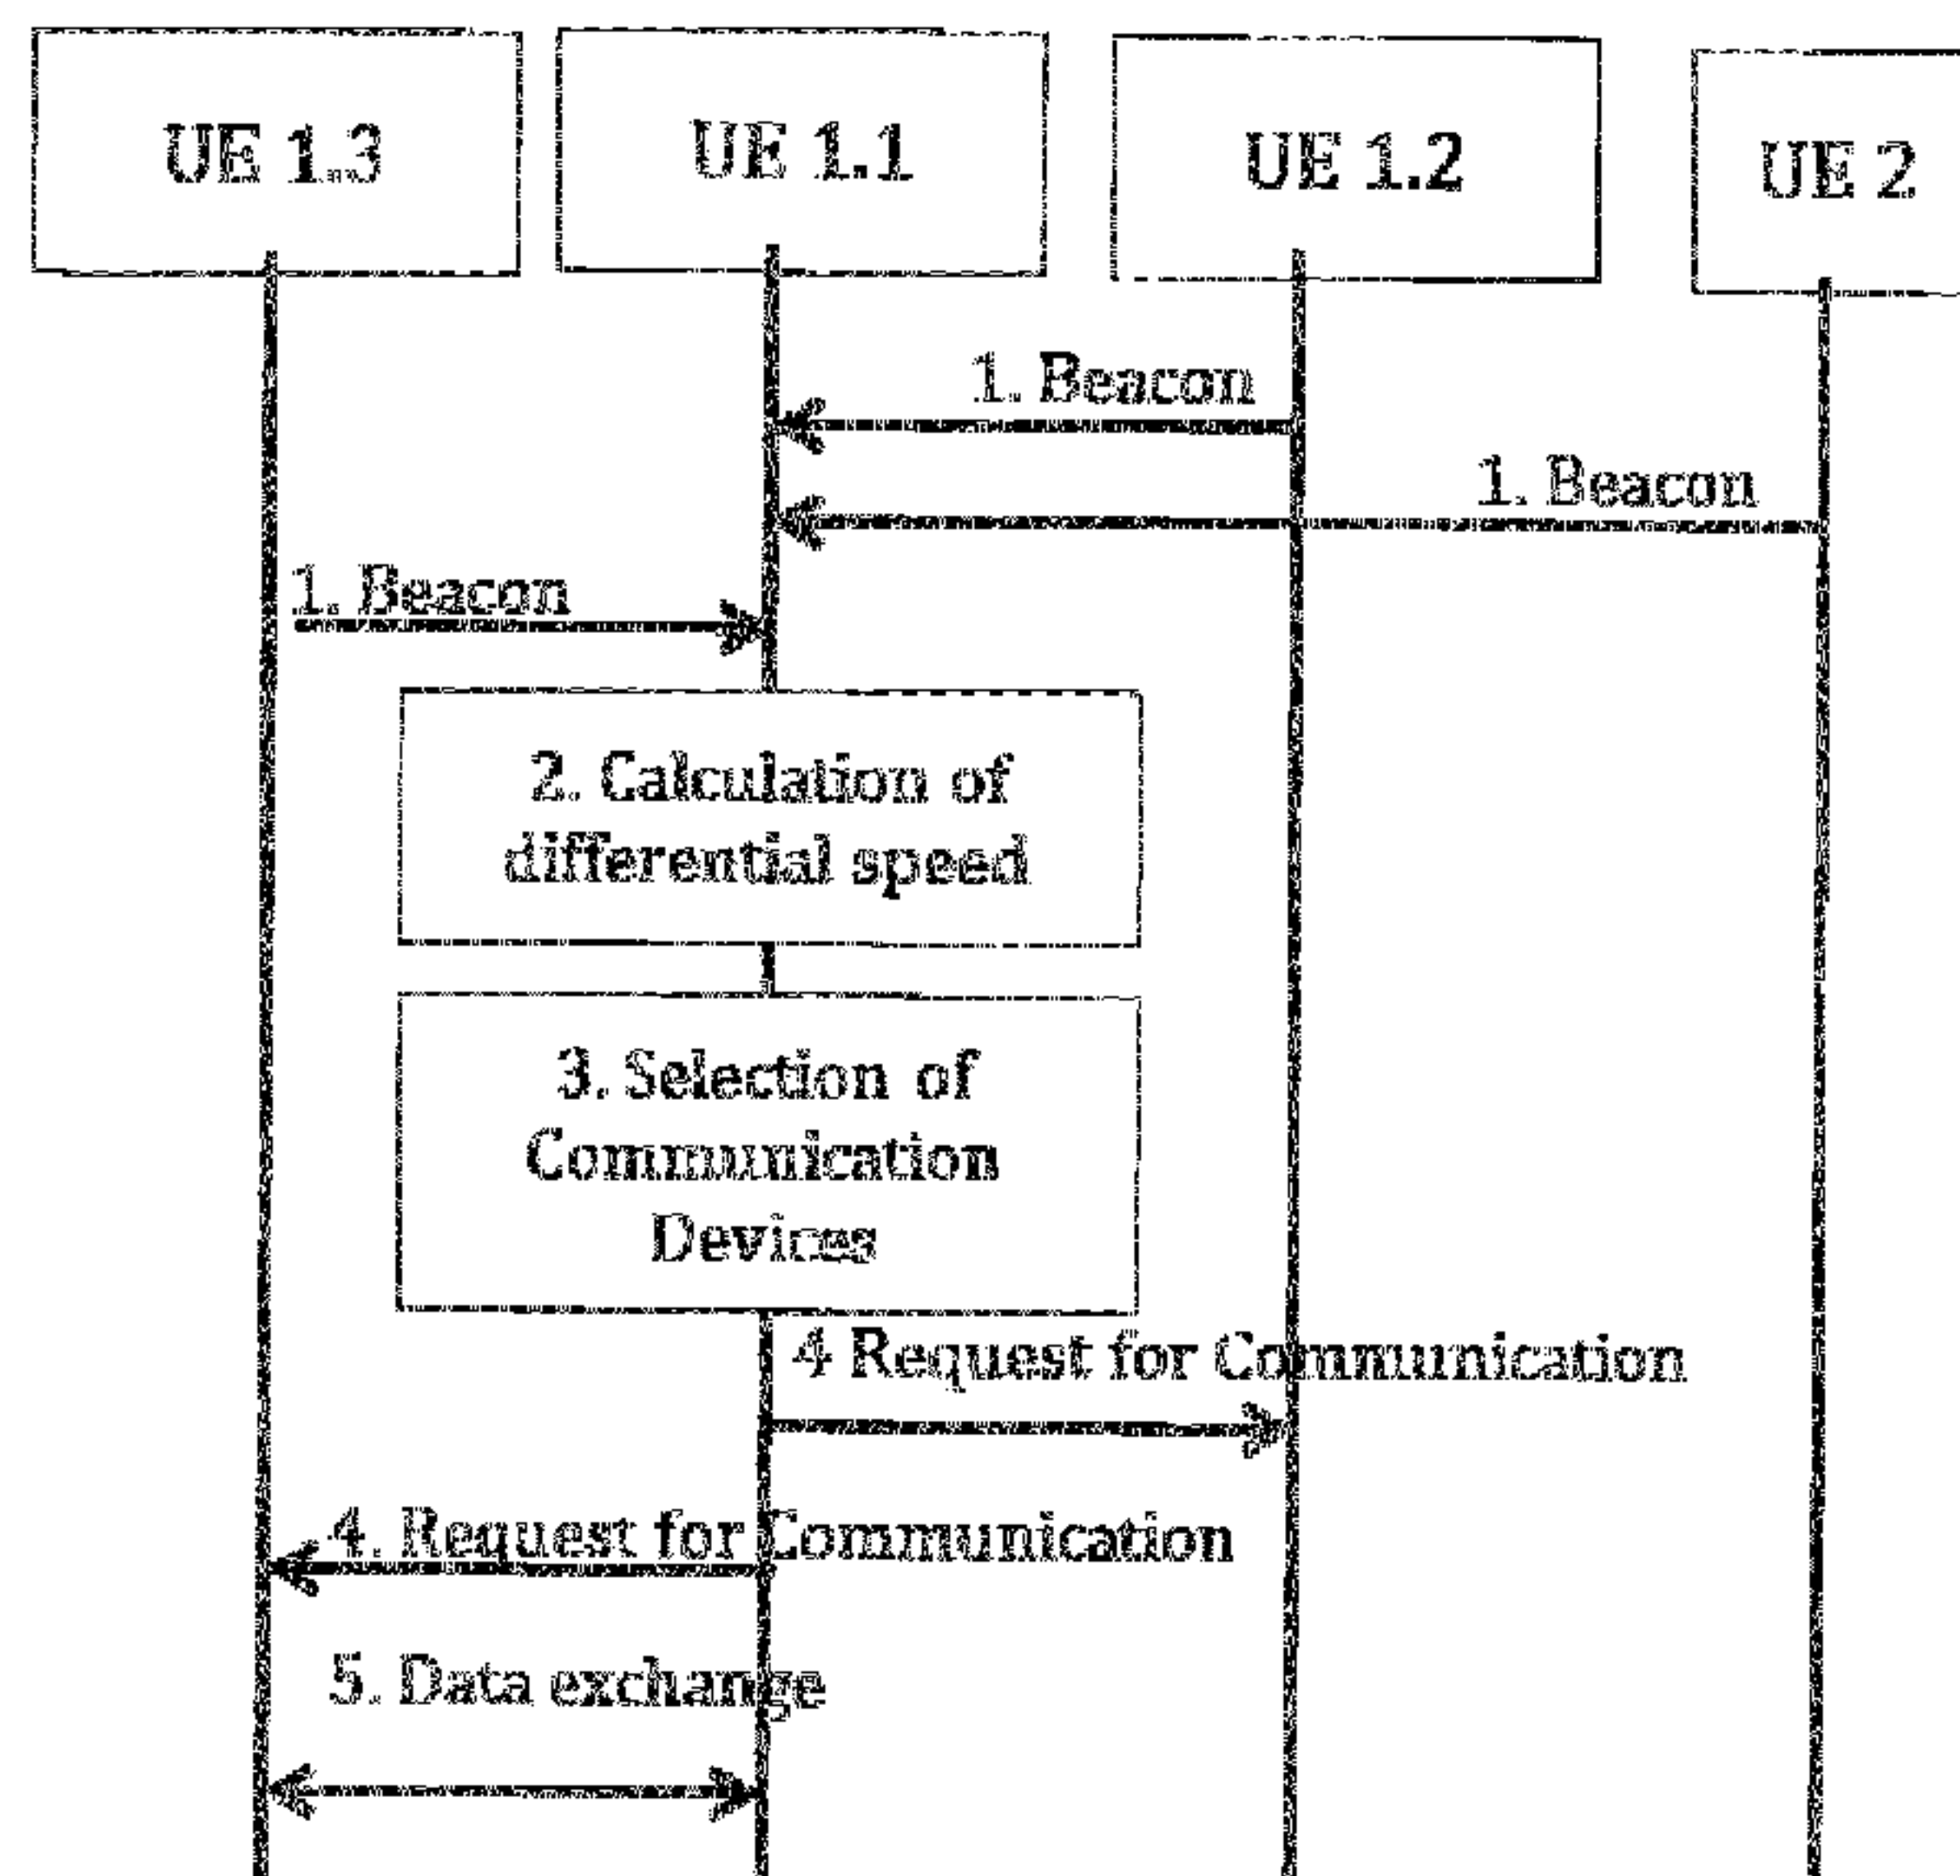 UE 1.3
UE 1.1
UE 1.2
UE 2
1. Beacon
1. Beacon
1. Beacon
2. Calculation of
differential speed
3. Selection of
Communication
Devices
4 Request for Communication
4. Request for Communication
5. Data exchange